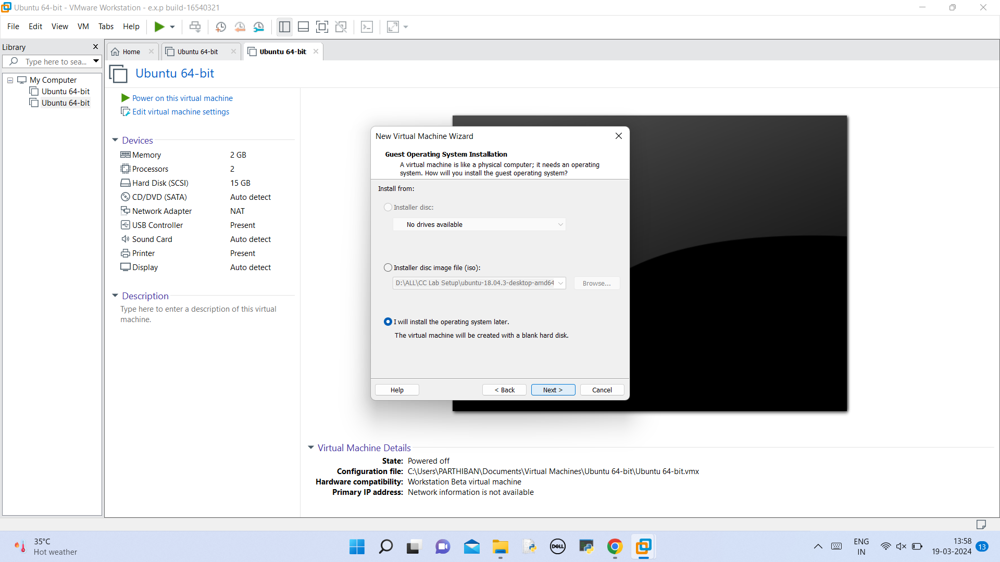 Ubuntu 64-bit - VMware Workstation - e.x.p build-16540321
File Edit View VM Tabs Help
Library
Type here to sea...
My Computer
Ubuntu 64-bit
Ubuntu 64-bit
Home
Ubuntu 64-bit
Ubuntu 64-bit
Ubuntu 64-bit
Power on this virtual machine
Edit virtual machine settings
Devices
Memory 2 GB
Processors 2
Hard Disk (SCSI) 15 GB
CD/DVD (SATA) Auto detect
Network Adapter NAT
USB Controller Present
Sound Card Auto detect
Printer Present
Display Auto detect
Description
Type here to enter a description of this virtual
machine.
New Virtual Machine Wizard
Guest Operating System Installation
A virtual machine is like a physical computer; it needs an operating
system. How will you install the guest operating system?
Install from:
Installer disc:
No drives available
Installer disc image file (iso):
D:\ALL\CC Lab Setup\ubuntu-18.04.3-desktop-amd64
Browse...
I will install the operating system later.
The virtual machine will be created with a blank hard disk.
Help
< Back
Next >
Cancel
Virtual Machine Details
State: Powered off
Configuration file: C:\Users\PARTHIBAN\Documents\Virtual Machines\Ubuntu 64-bit\Ubuntu 64-bit.vmx
Hardware compatibility: Workstation Beta virtual machine
Primary IP address: Network information is not available
35°C
Hot weather
DELL
ENG
IN
13:58
19-03-2024
13